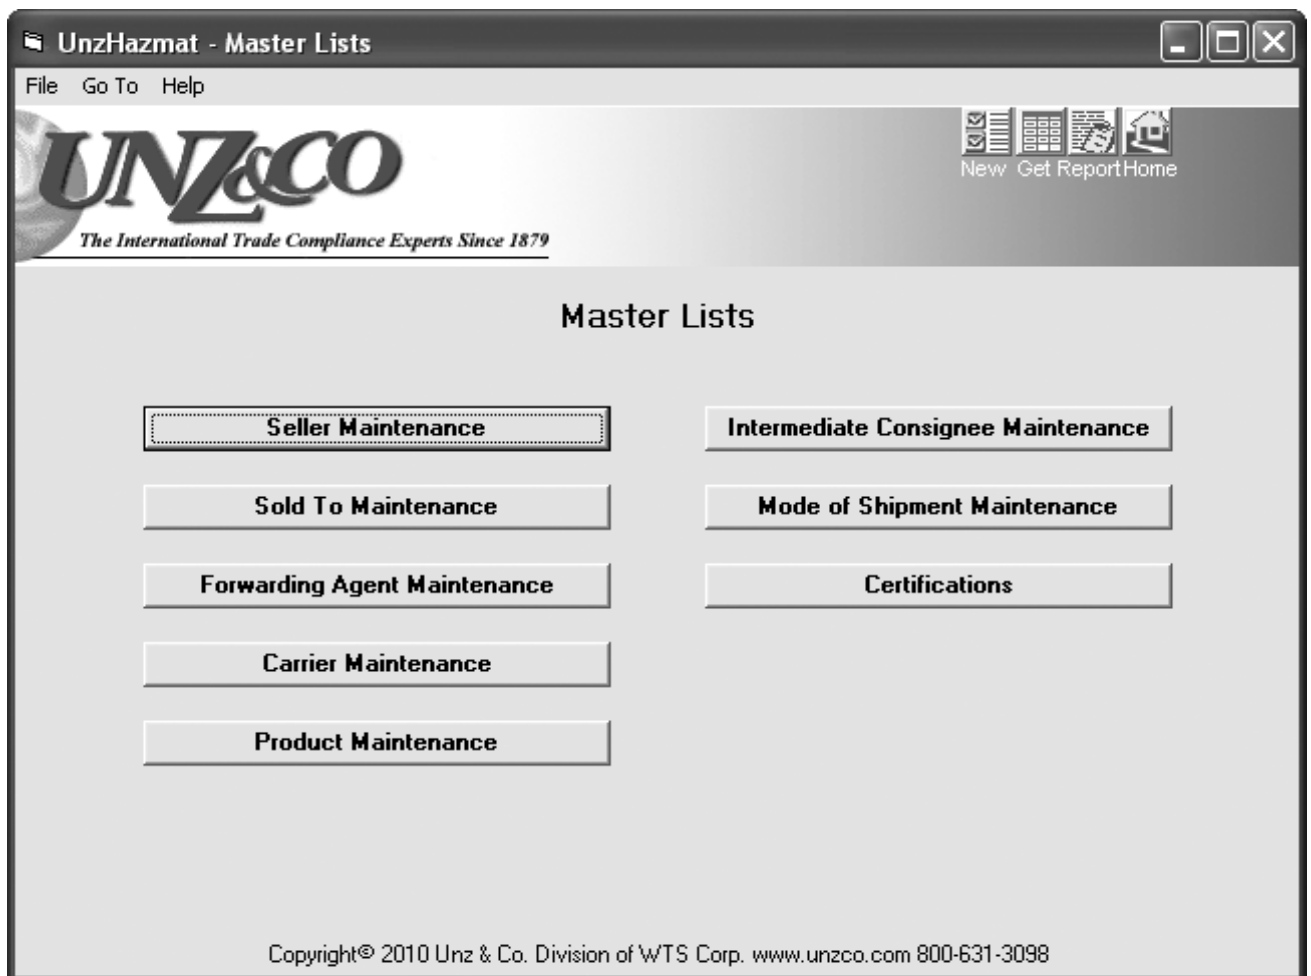 UnzHazmat - Master Lists
File Go To Help
UNZ&CO
The International Trade Compliance Experts Since 1879
New Get Report Home
Master Lists
Seller Maintenance
Intermediate Consignee Maintenance
Sold To Maintenance
Mode of Shipment Maintenance
Forwarding Agent Maintenance
Certifications
Carrier Maintenance
Product Maintenance
Copyright© 2010 Unz & Co. Division of WTS Corp. www.unzco.com 800-631-3098